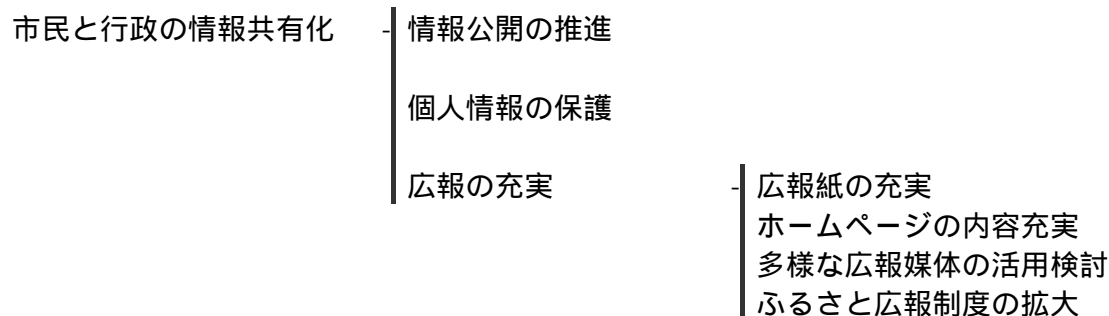 市民と行政の情報共有化 - 情報公開の推進
個人情報の保護
広報の充実 - 広報紙の充実
ホームページの内容充実
多様な広報媒体の活用検討
ふるさと広報制度の拡大